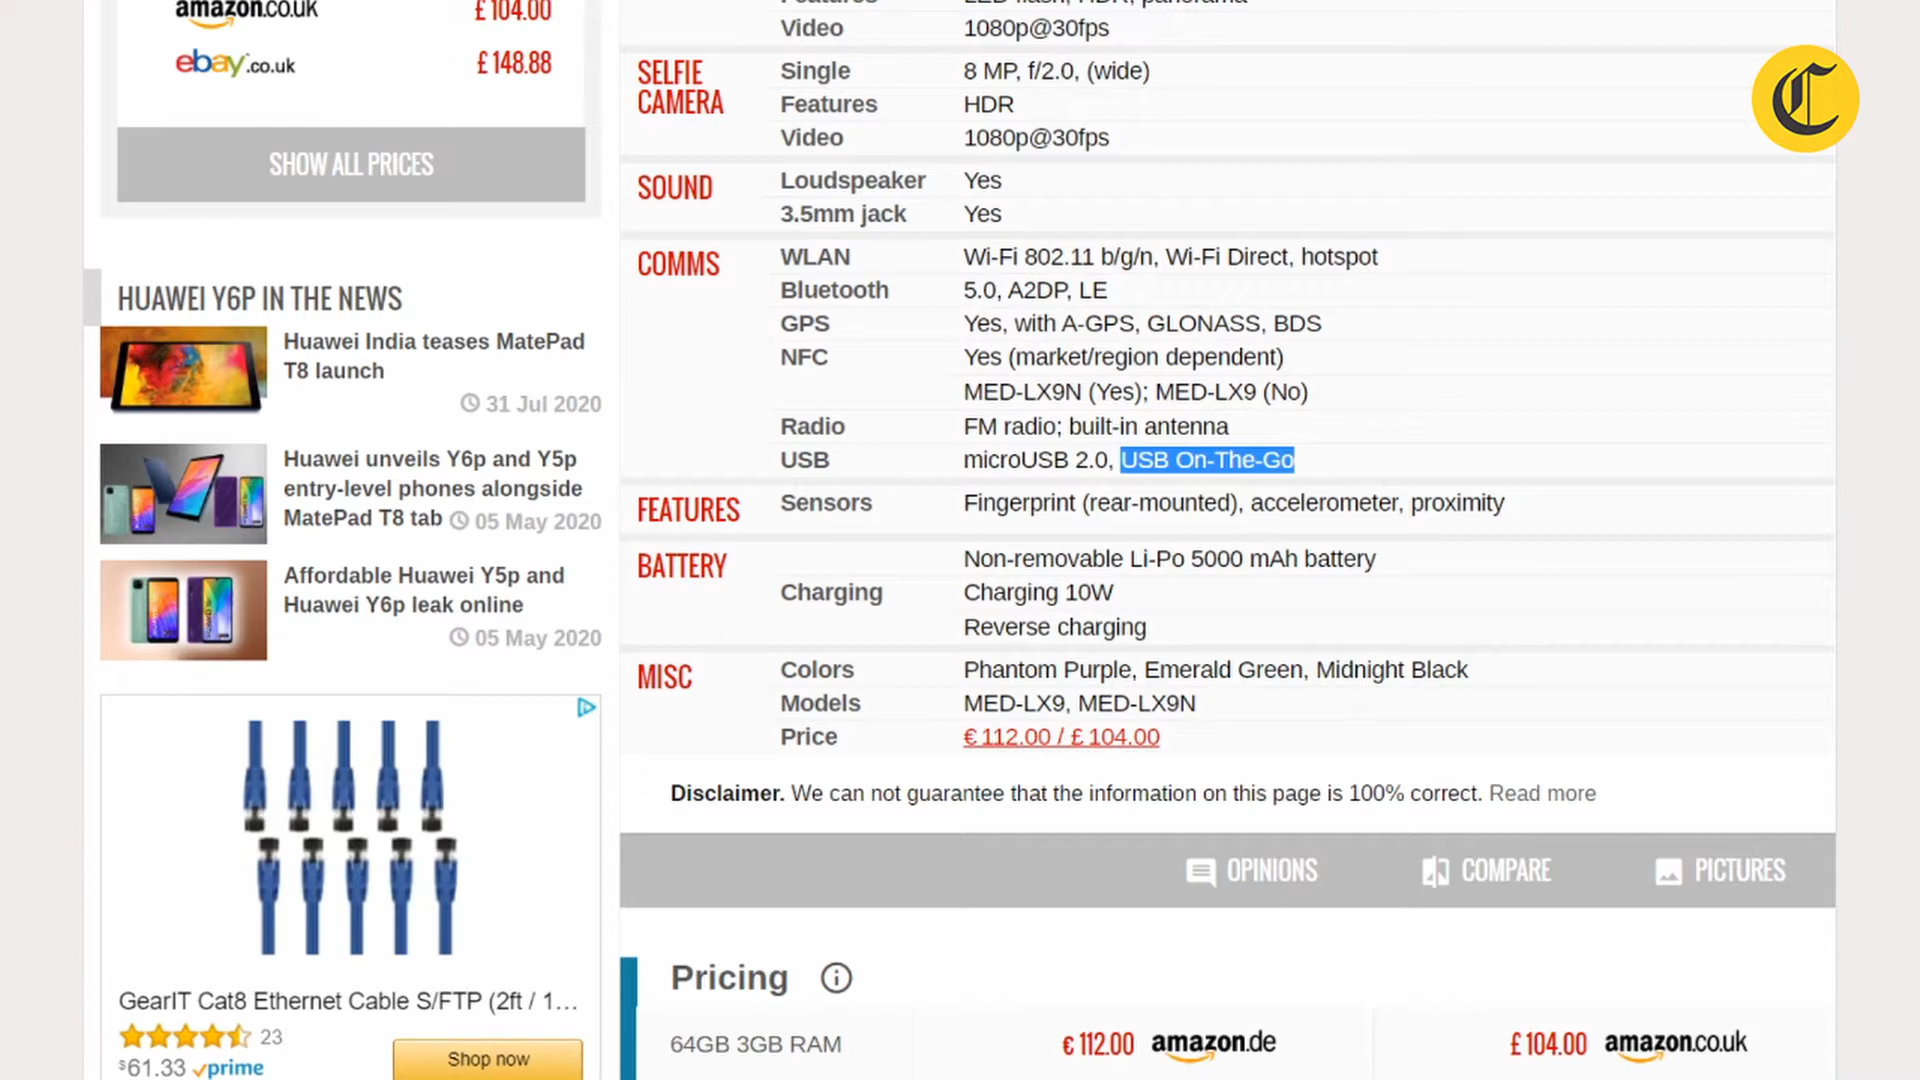 amazon.co.uk £ 104.00
ebay.co.uk £ 148.88
SHOW ALL PRICES
HUAWEI Y6P IN THE NEWS
Huawei India teases MatePad
T8 launch
31 Jul 2020
Huawei unveils Y6p and Y5p
entry-level phones alongside
MatePad T8 tab 05 May 2020
Affordable Huawei Y5p and
Huawei Y6p leak online
05 May 2020
GearIT Cat8 Ethernet Cable S/FTP (2ft / 1…
23
$61.33 prime
Shop now
Features LED flash, HDR, panorama
Video 1080p@30fps
SELFIE
CAMERA
Single 8 MP, f/2.0, (wide)
Features HDR
Video 1080p@30fps
SOUND
Loudspeaker Yes
3.5mm jack Yes
COMMS
WLAN Wi-Fi 802.11 b/g/n, Wi-Fi Direct, hotspot
Bluetooth 5.0, A2DP, LE
GPS Yes, with A-GPS, GLONASS, BDS
NFC Yes (market/region dependent)
MED-LX9N (Yes); MED-LX9 (No)
Radio FM radio; built-in antenna
USB microUSB 2.0, USB On-The-Go
FEATURES Sensors Fingerprint (rear-mounted), accelerometer, proximity
BATTERY Non-removable Li-Po 5000 mAh battery
Charging Charging 10W
Reverse charging
MISC Colors Phantom Purple, Emerald Green, Midnight Black
Models MED-LX9, MED-LX9N
Price € 112.00 / £ 104.00
Disclaimer. We can not guarantee that the information on this page is 100% correct. Read more
OPINIONS COMPARE PICTURES
Pricing
64GB 3GB RAM € 112.00 amazon.de £ 104.00 amazon.co.uk
C